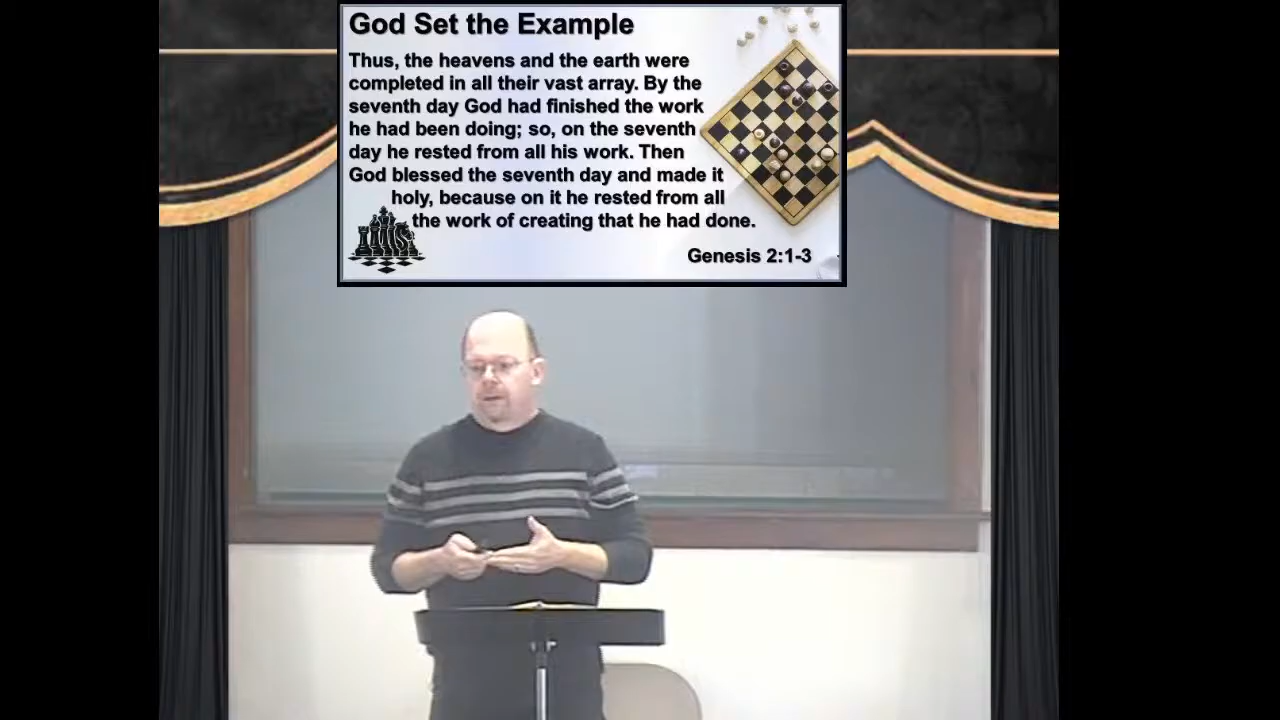 God Set the Example
Thus, the heavens and the earth were
completed in all their vast array. By the
seventh day God had finished the work
he had been doing; so, on the seventh
day he rested from all his work. Then
God blessed the seventh day and made it
holy, because on it he rested from all
the work of creating that he had done.
Genesis 2:1-3